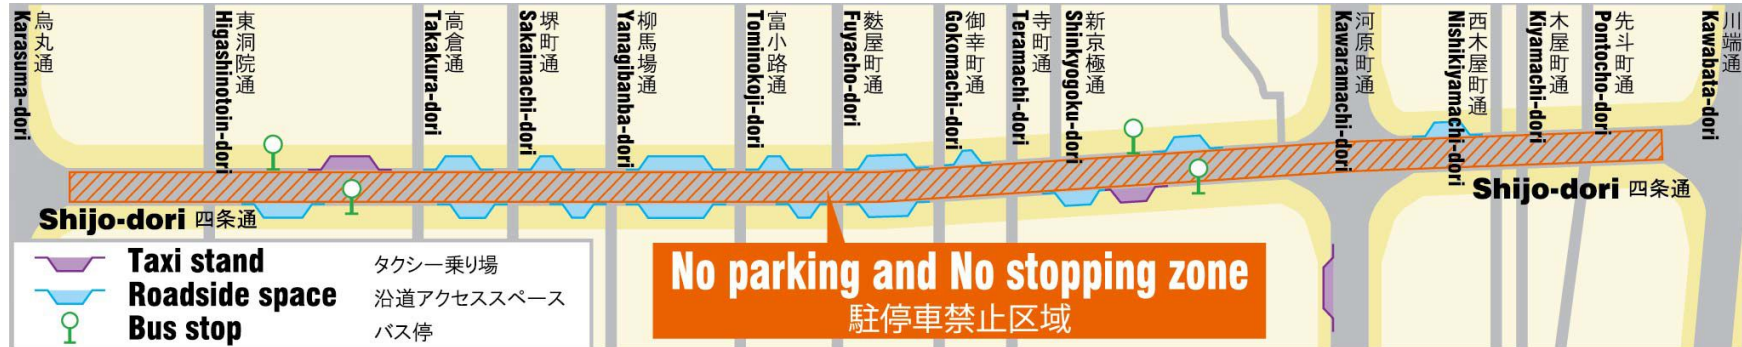 烏丸通
Karasuma-dori
東洞院通
Higashinotoin-dori
高倉通
Takakura-dori
堺町通
Sakaimachi-dori
柳馬場通
Yanagibanba-dori
富小路通
Tominokoji-dori
麩屋町通
Fuyacho-dori
御幸町通
Gokomachi-dori
寺町通
Teramachi-dori
新京極通
Shinkyogoku-dori
河原町通
Kawaramachi-dori
西木屋町通
Nishikiyamachi-dori
木屋町通
Kiyamachi-dori
先斗町通
Pontocho-dori
川端通
Kawabata-dori
Shijo-dori 四条通
Shijo-dori 四条通
Taxi stand タクシー乗り場
Roadside space 沿道アクセススペース
Bus stop バス停
No parking and No stopping zone
駐停車禁止区域